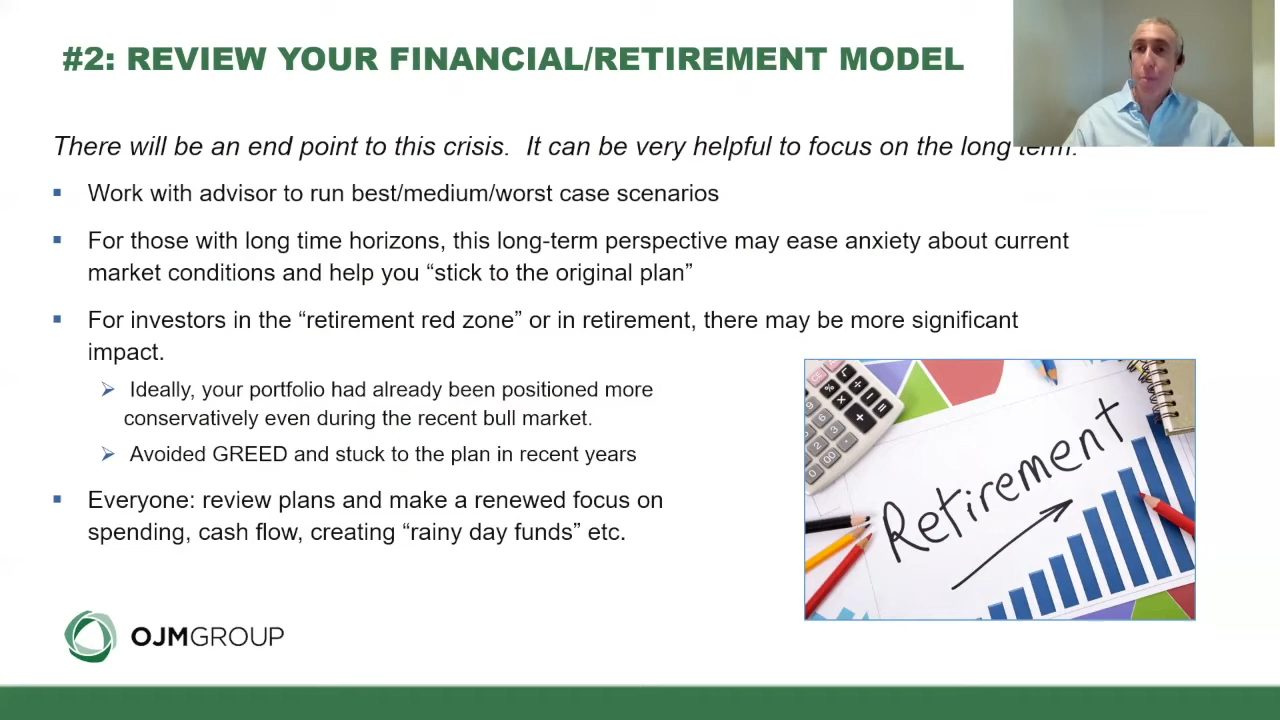 #2: REVIEW YOUR FINANCIAL/RETIREMENT MODEL
There will be an end point to this crisis.  It can be very helpful to focus on the long term.
▪ Work with advisor to run best/medium/worst case scenarios
▪ For those with long time horizons, this long-term perspective may ease anxiety about current
market conditions and help you “stick to the original plan”
▪ For investors in the “retirement red zone” or in retirement, there may be more significant
impact.
➢ Ideally, your portfolio had already been positioned more
conservatively even during the recent bull market.
➢ Avoided GREED and stuck to the plan in recent years
▪ Everyone: review plans and make a renewed focus on
spending, cash flow, creating “rainy day funds” etc.
Retirement
OJMGROUP